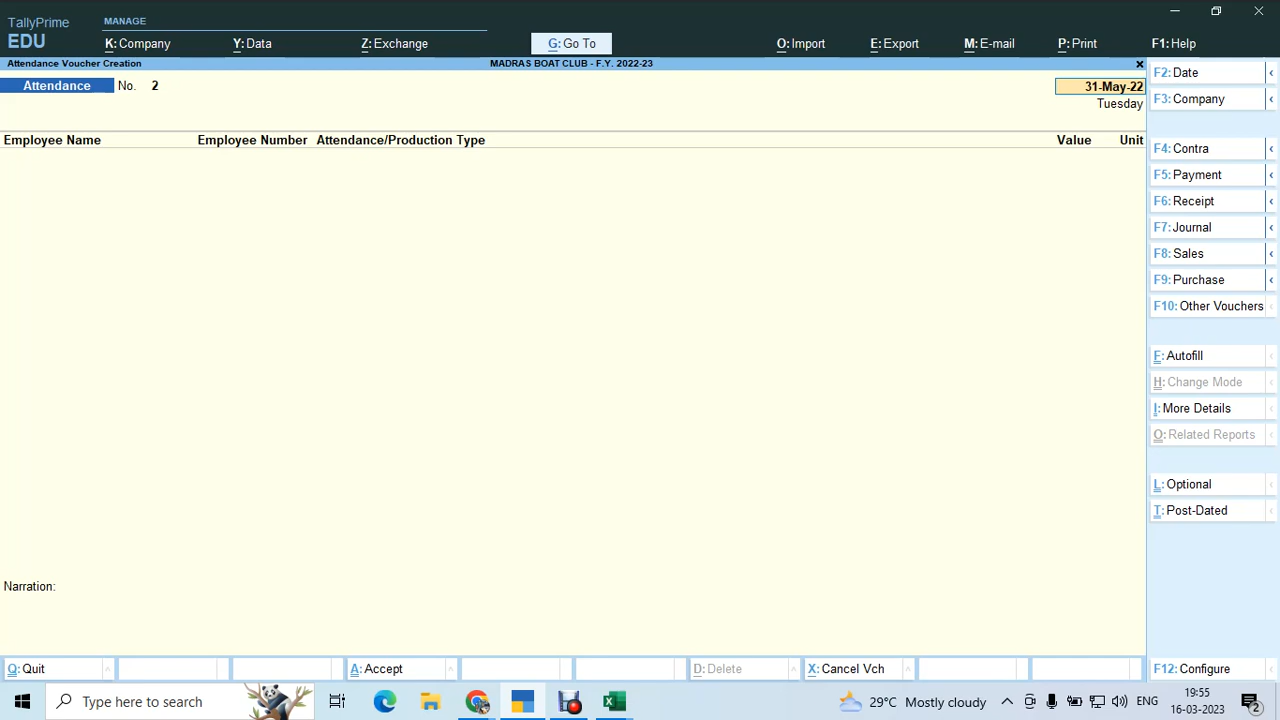 TallyPrime
EDU
MANAGE
K: Company
Y: Data
Z: Exchange
G: Go To
O: Import
E: Export
M: E-mail
P: Print
F1: Help
Attendance Voucher Creation
MADRAS BOAT CLUB - F.Y. 2022-23
Attendance No. 2
31-May-22
Tuesday
Employee Name Employee Number Attendance/Production Type Value Unit
Narration:
F2: Date
F3: Company
F4: Contra
F5: Payment
F6: Receipt
F7: Journal
F8: Sales
F9: Purchase
F10: Other Vouchers
F: Autofill
H: Change Mode
I: More Details
O: Related Reports
L: Optional
T: Post-Dated
Q: Quit
A: Accept
D: Delete
X: Cancel Vch
F12: Configure
Type here to search
29°C Mostly cloudy
ENG
19:55
16-03-2023
2